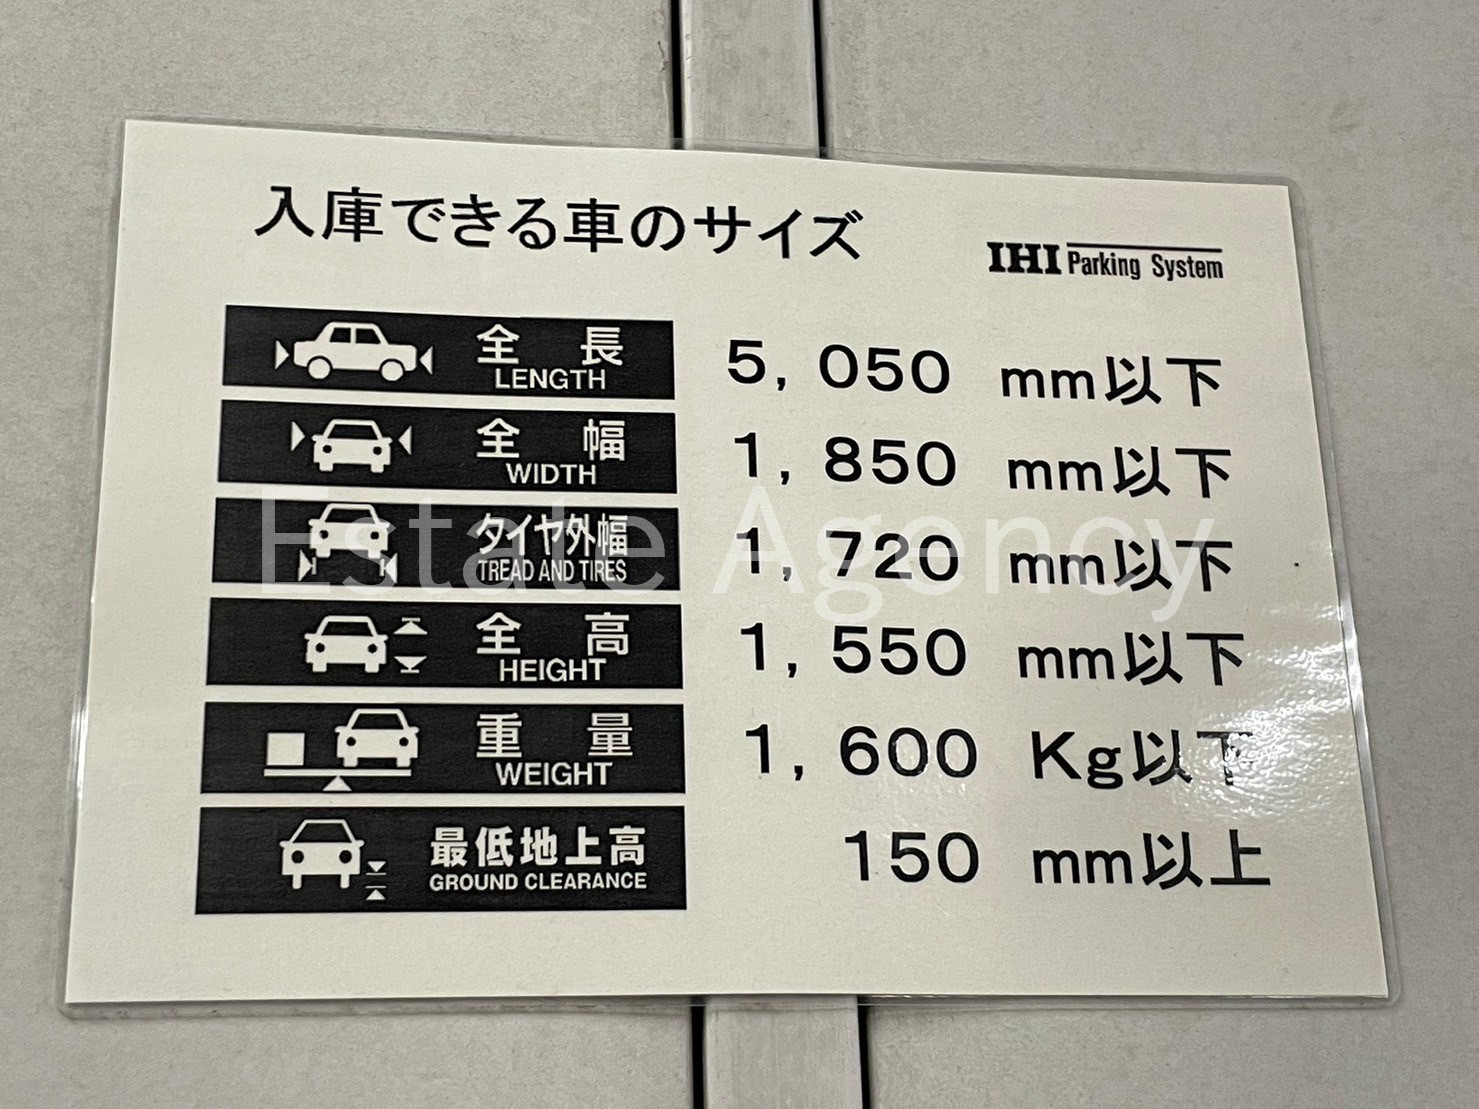 入庫できる車のサイズ
IHI Parking System
全長 5,050 mm以下
LENGTH
全幅 1,850 mm以下
WIDTH
タイヤ外幅 1,720 mm以下
TREAD AND TIRES
全高 1,550 mm以下
HEIGHT
重量 1,600 Kg以下
WEIGHT
最低地上高 150 mm以上
GROUND CLEARANCE
Estate Agency